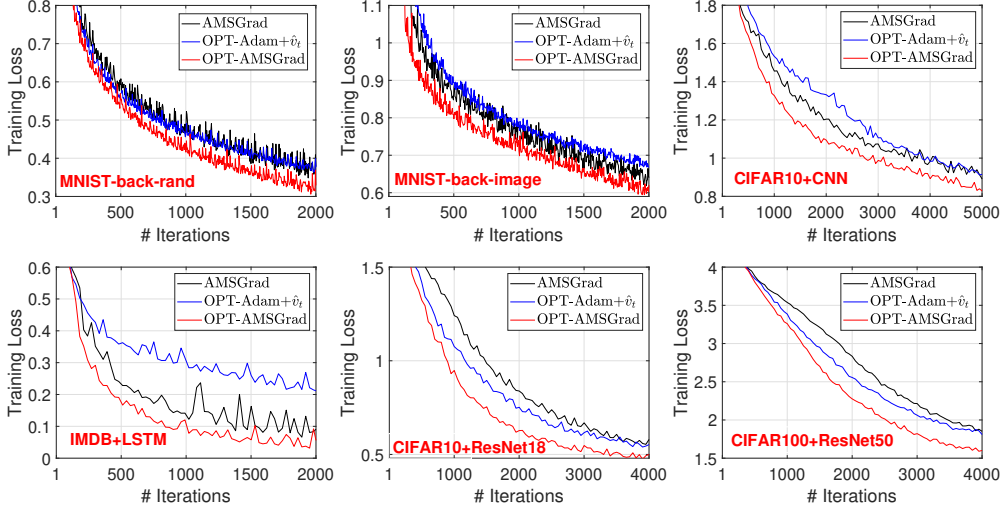 0.8
0.7
0.6
0.5
0.4
0.3
Training Loss
AMSGrad
OPT-Adam+v̂ₜ
OPT-AMSGrad
MNIST-back-rand
1 500 1000 1500 2000
# Iterations
1.1
1
0.9
0.8
0.7
0.6
Training Loss
AMSGrad
OPT-Adam+v̂ₜ
OPT-AMSGrad
MNIST-back-image
1 500 1000 1500 2000
# Iterations
1.8
1.6
1.4
1.2
1
0.8
Training Loss
AMSGrad
OPT-Adam+v̂ₜ
OPT-AMSGrad
CIFAR10+CNN
1 1000 2000 3000 4000 5000
# Iterations
0.6
0.5
0.4
0.3
0.2
0.1
0
Training Loss
AMSGrad
OPT-Adam+v̂ₜ
OPT-AMSGrad
IMDB+LSTM
1 500 1000 1500 2000
# Iterations
1.5
1
0.5
Training Loss
AMSGrad
OPT-Adam+v̂ₜ
OPT-AMSGrad
CIFAR10+ResNet18
1 1000 2000 3000 4000
# Iterations
4
3.5
3
2.5
2
1.5
Training Loss
AMSGrad
OPT-Adam+v̂ₜ
OPT-AMSGrad
CIFAR100+ResNet50
1 1000 2000 3000 4000
# Iterations